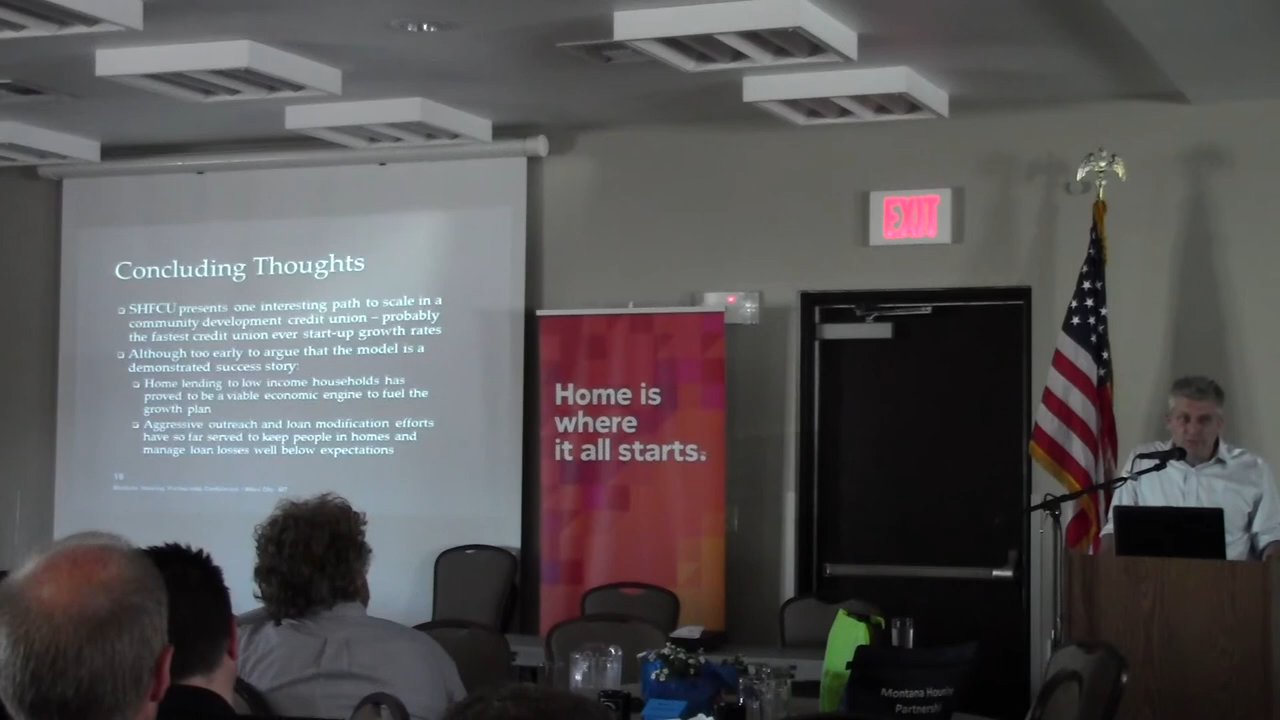 Concluding Thoughts
SHFCU presents one interesting path to scale in a
community development credit union – probably
the fastest credit union ever start-up growth rates
Although too early to argue that the model is a
demonstrated success story:
Home lending to low income households has
proved to be a viable economic engine to fuel the
growth plan
Aggressive outreach and loan modification efforts
have so far served to keep people in homes and
manage loan losses well below expectations
Home is
where
it all starts.
EXIT
Montana
Partnership